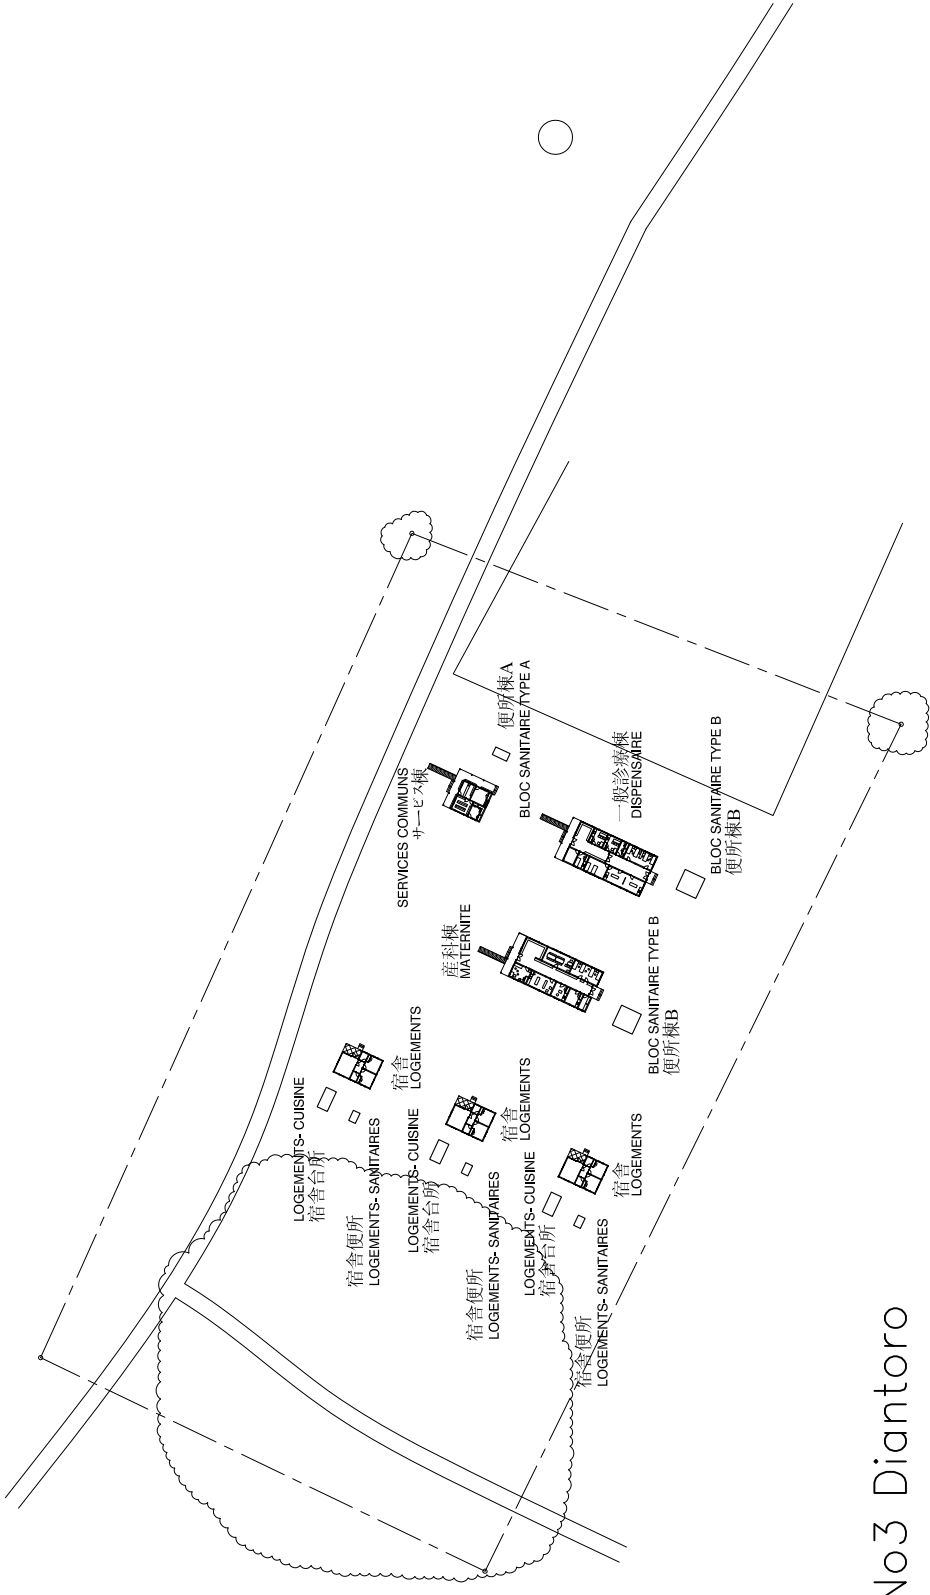 SERVICES COMMUNS
サービス棟
便所棟A
BLOC SANITAIRE TYPE A
一般診療棟
DISPENSAIRE
BLOC SANITAIRE TYPE B
便所棟B
産科棟
MATERNITE
BLOC SANITAIRE TYPE B
便所棟B
宿舎
LOGEMENTS
LOGEMENTS- CUISINE
宿舎台所
宿舎便所
LOGEMENTS- SANITAIRES
宿舎
LOGEMENTS
LOGEMENTS- CUISINE
宿舎台所
宿舎便所
LOGEMENTS- SANITAIRES
宿舎
LOGEMENTS
LOGEMENTS- CUISINE
宿舎台所
宿舎便所
LOGEMENTS- SANITAIRES
No3 Diantoro